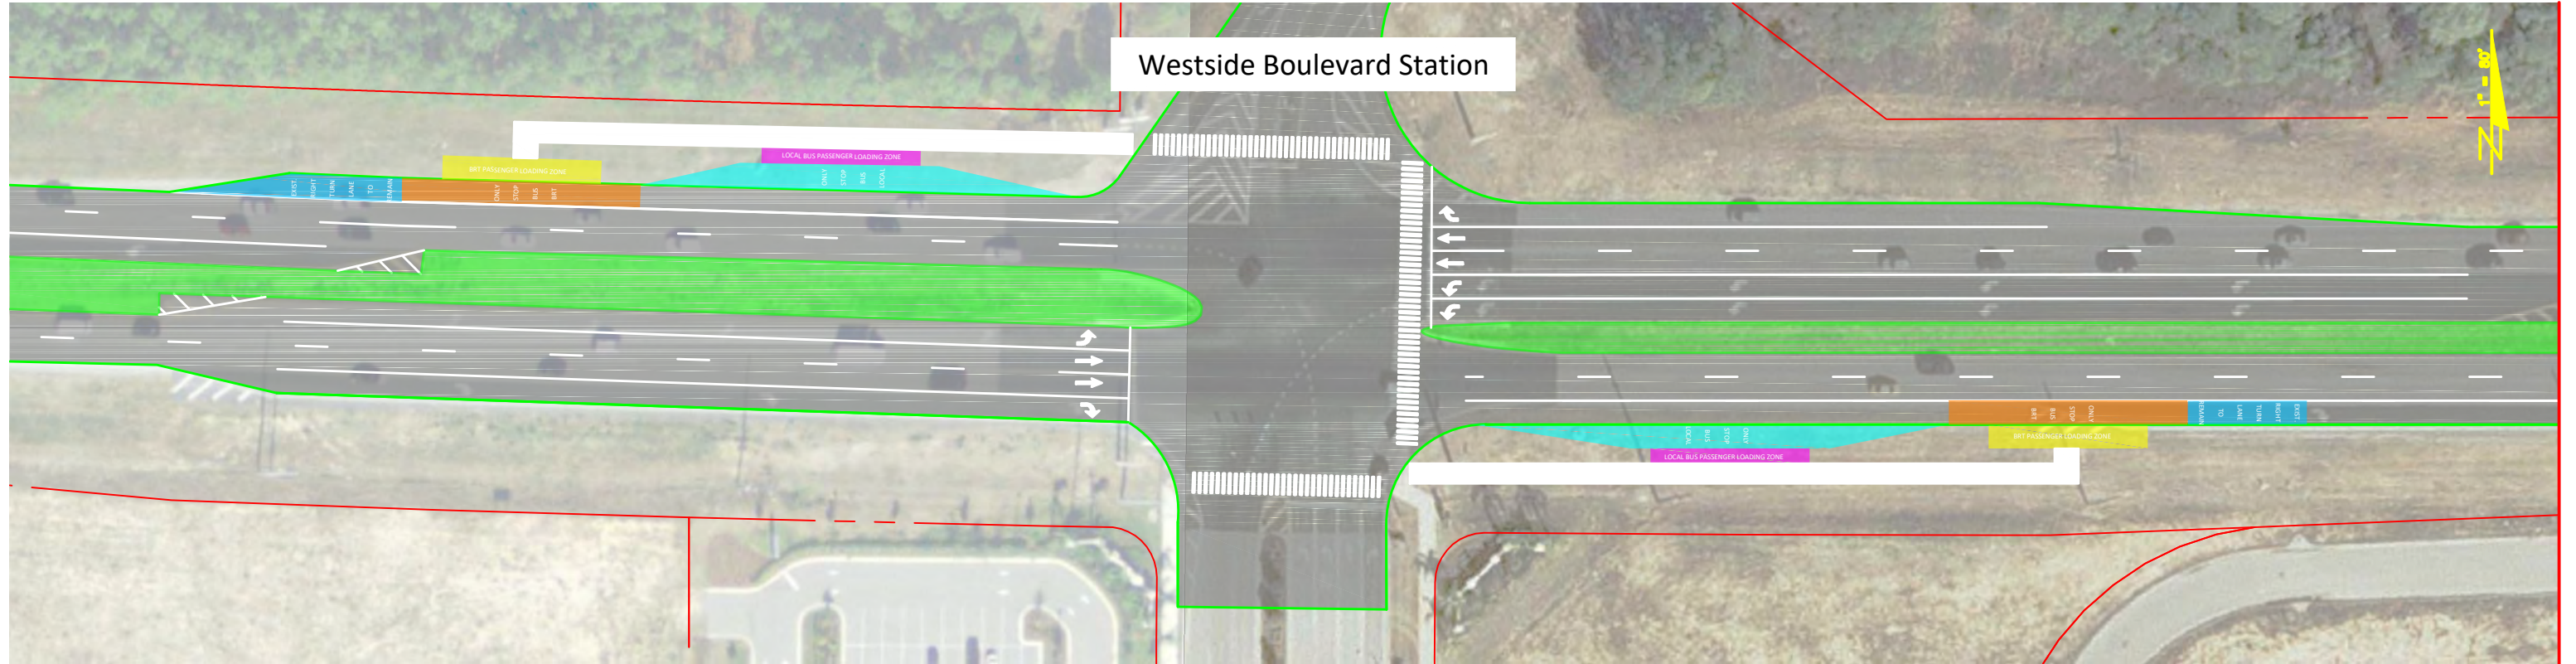 Westside Boulevard Station
1" = 80'
N
BRT PASSENGER LOADING ZONE
LOCAL BUS PASSENGER LOADING ZONE
EXIST
RIGHT
TURN
LANE
TO
REMAIN
ONLY
STOP
BUS
BRT
ONLY
STOP
BUS
LOCAL
BRT
BUS
STOP
ONLY
REMAIN
TO
LANE
TURN
RIGHT
EXIST.
LOCAL
BUS
STOP
ONLY
BRT PASSENGER LOADING ZONE
LOCAL BUS PASSENGER LOADING ZONE